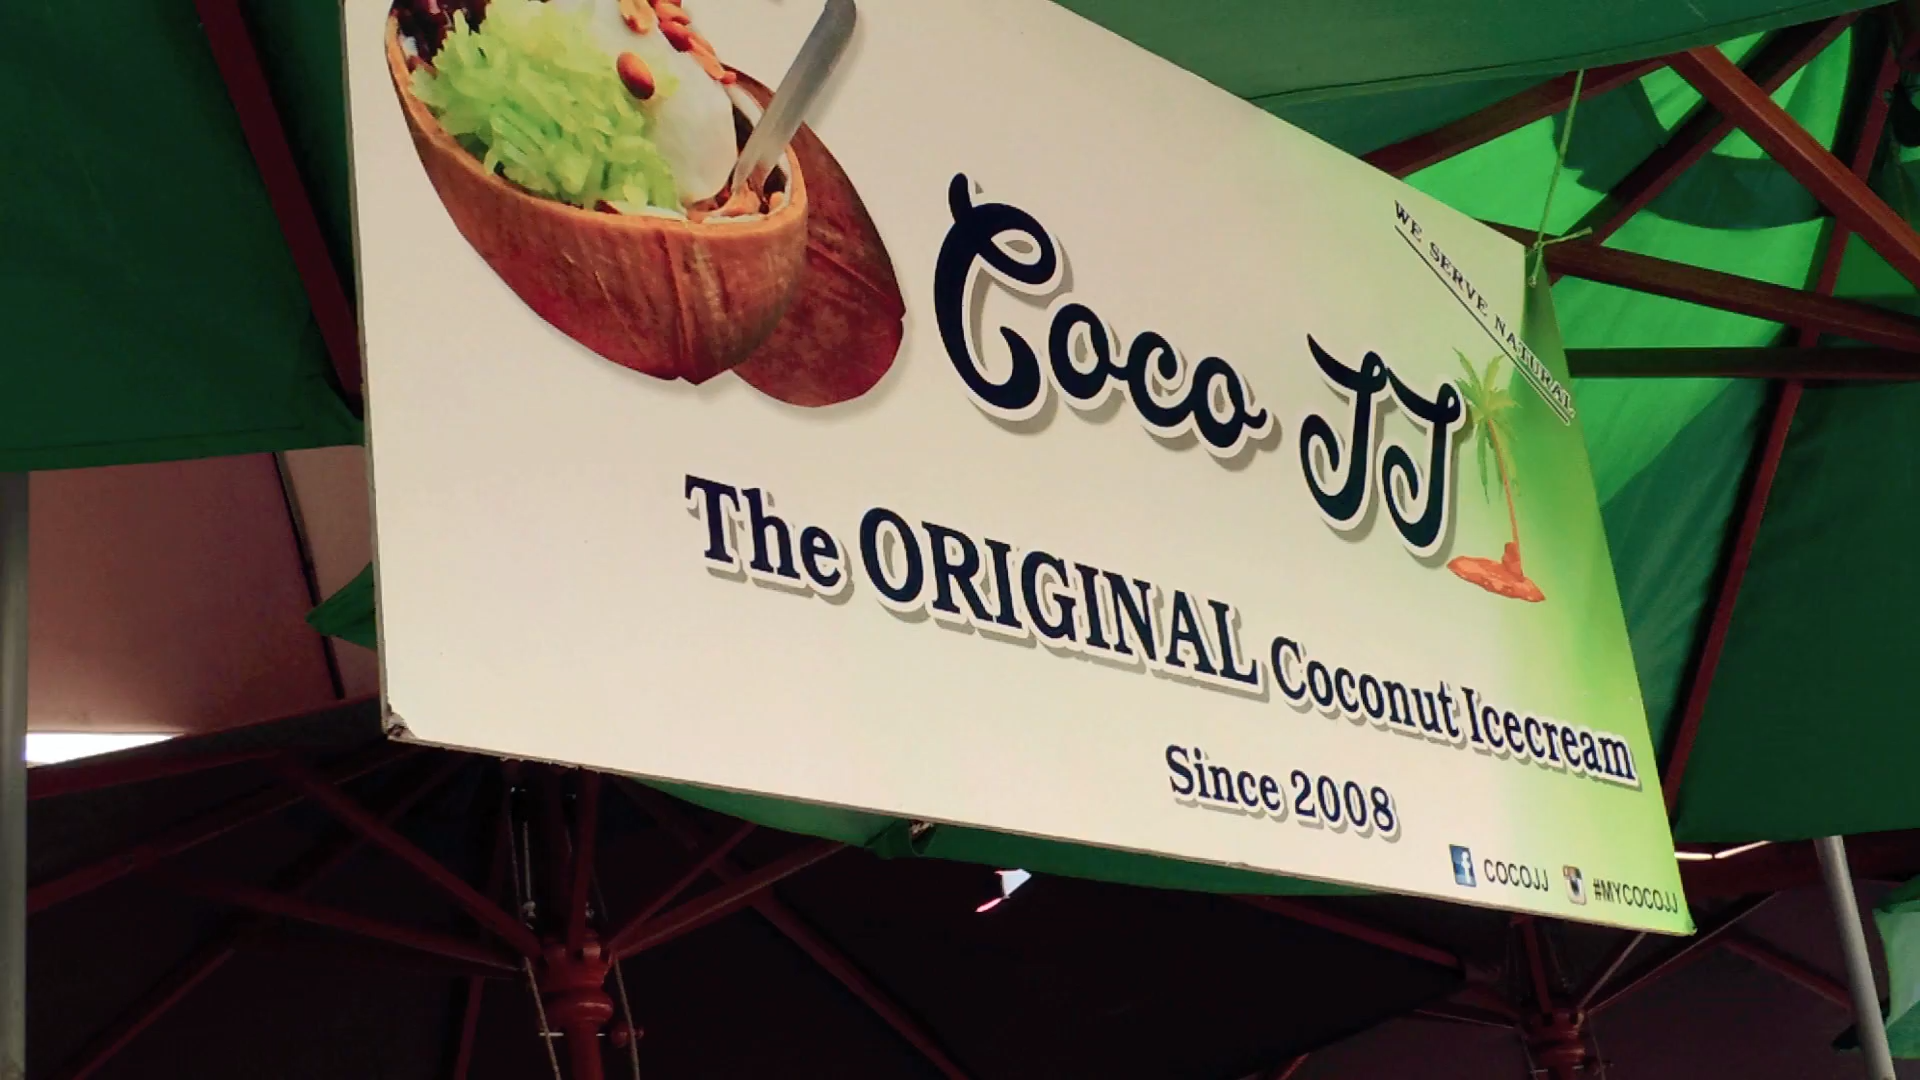 WE SERVE NATURAL
Coco JJ
The ORIGINAL Coconut Icecream
Since 2008
COCOJJ #MYCOCOJJ